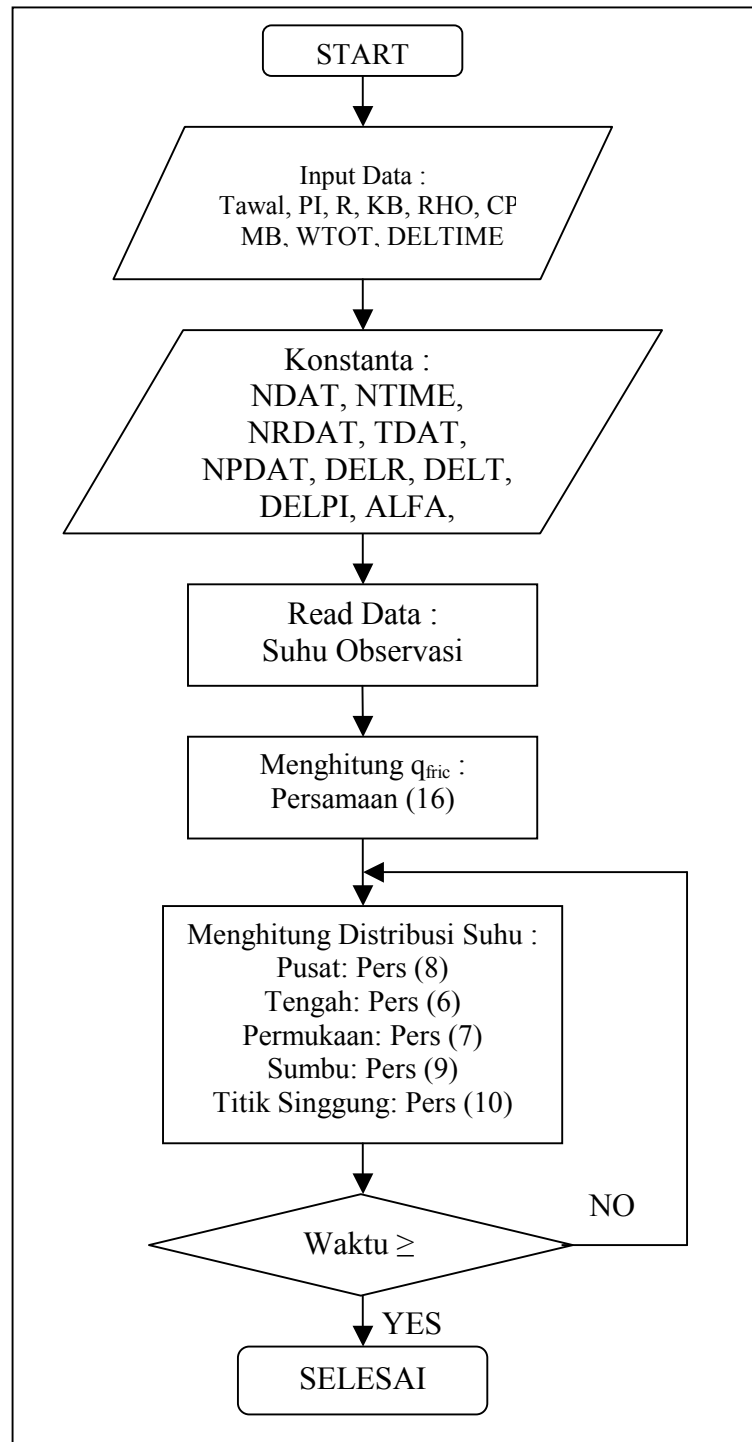 START
Input Data :
Tawal, PI, R, KB, RHO, CP
MB, WTOT, DELTIME
Konstanta :
NDAT, NTIME,
NRDAT, TDAT,
NPDAT, DELR, DELT,
DELPI, ALFA,
Read Data :
Suhu Observasi
Menghitung qfric :
Persamaan (16)
Menghitung Distribusi Suhu :
Pusat: Pers (8)
Tengah: Pers (6)
Permukaan: Pers (7)
Sumbu: Pers (9)
Titik Singgung: Pers (10)
NO
Waktu ≥
YES
SELESAI